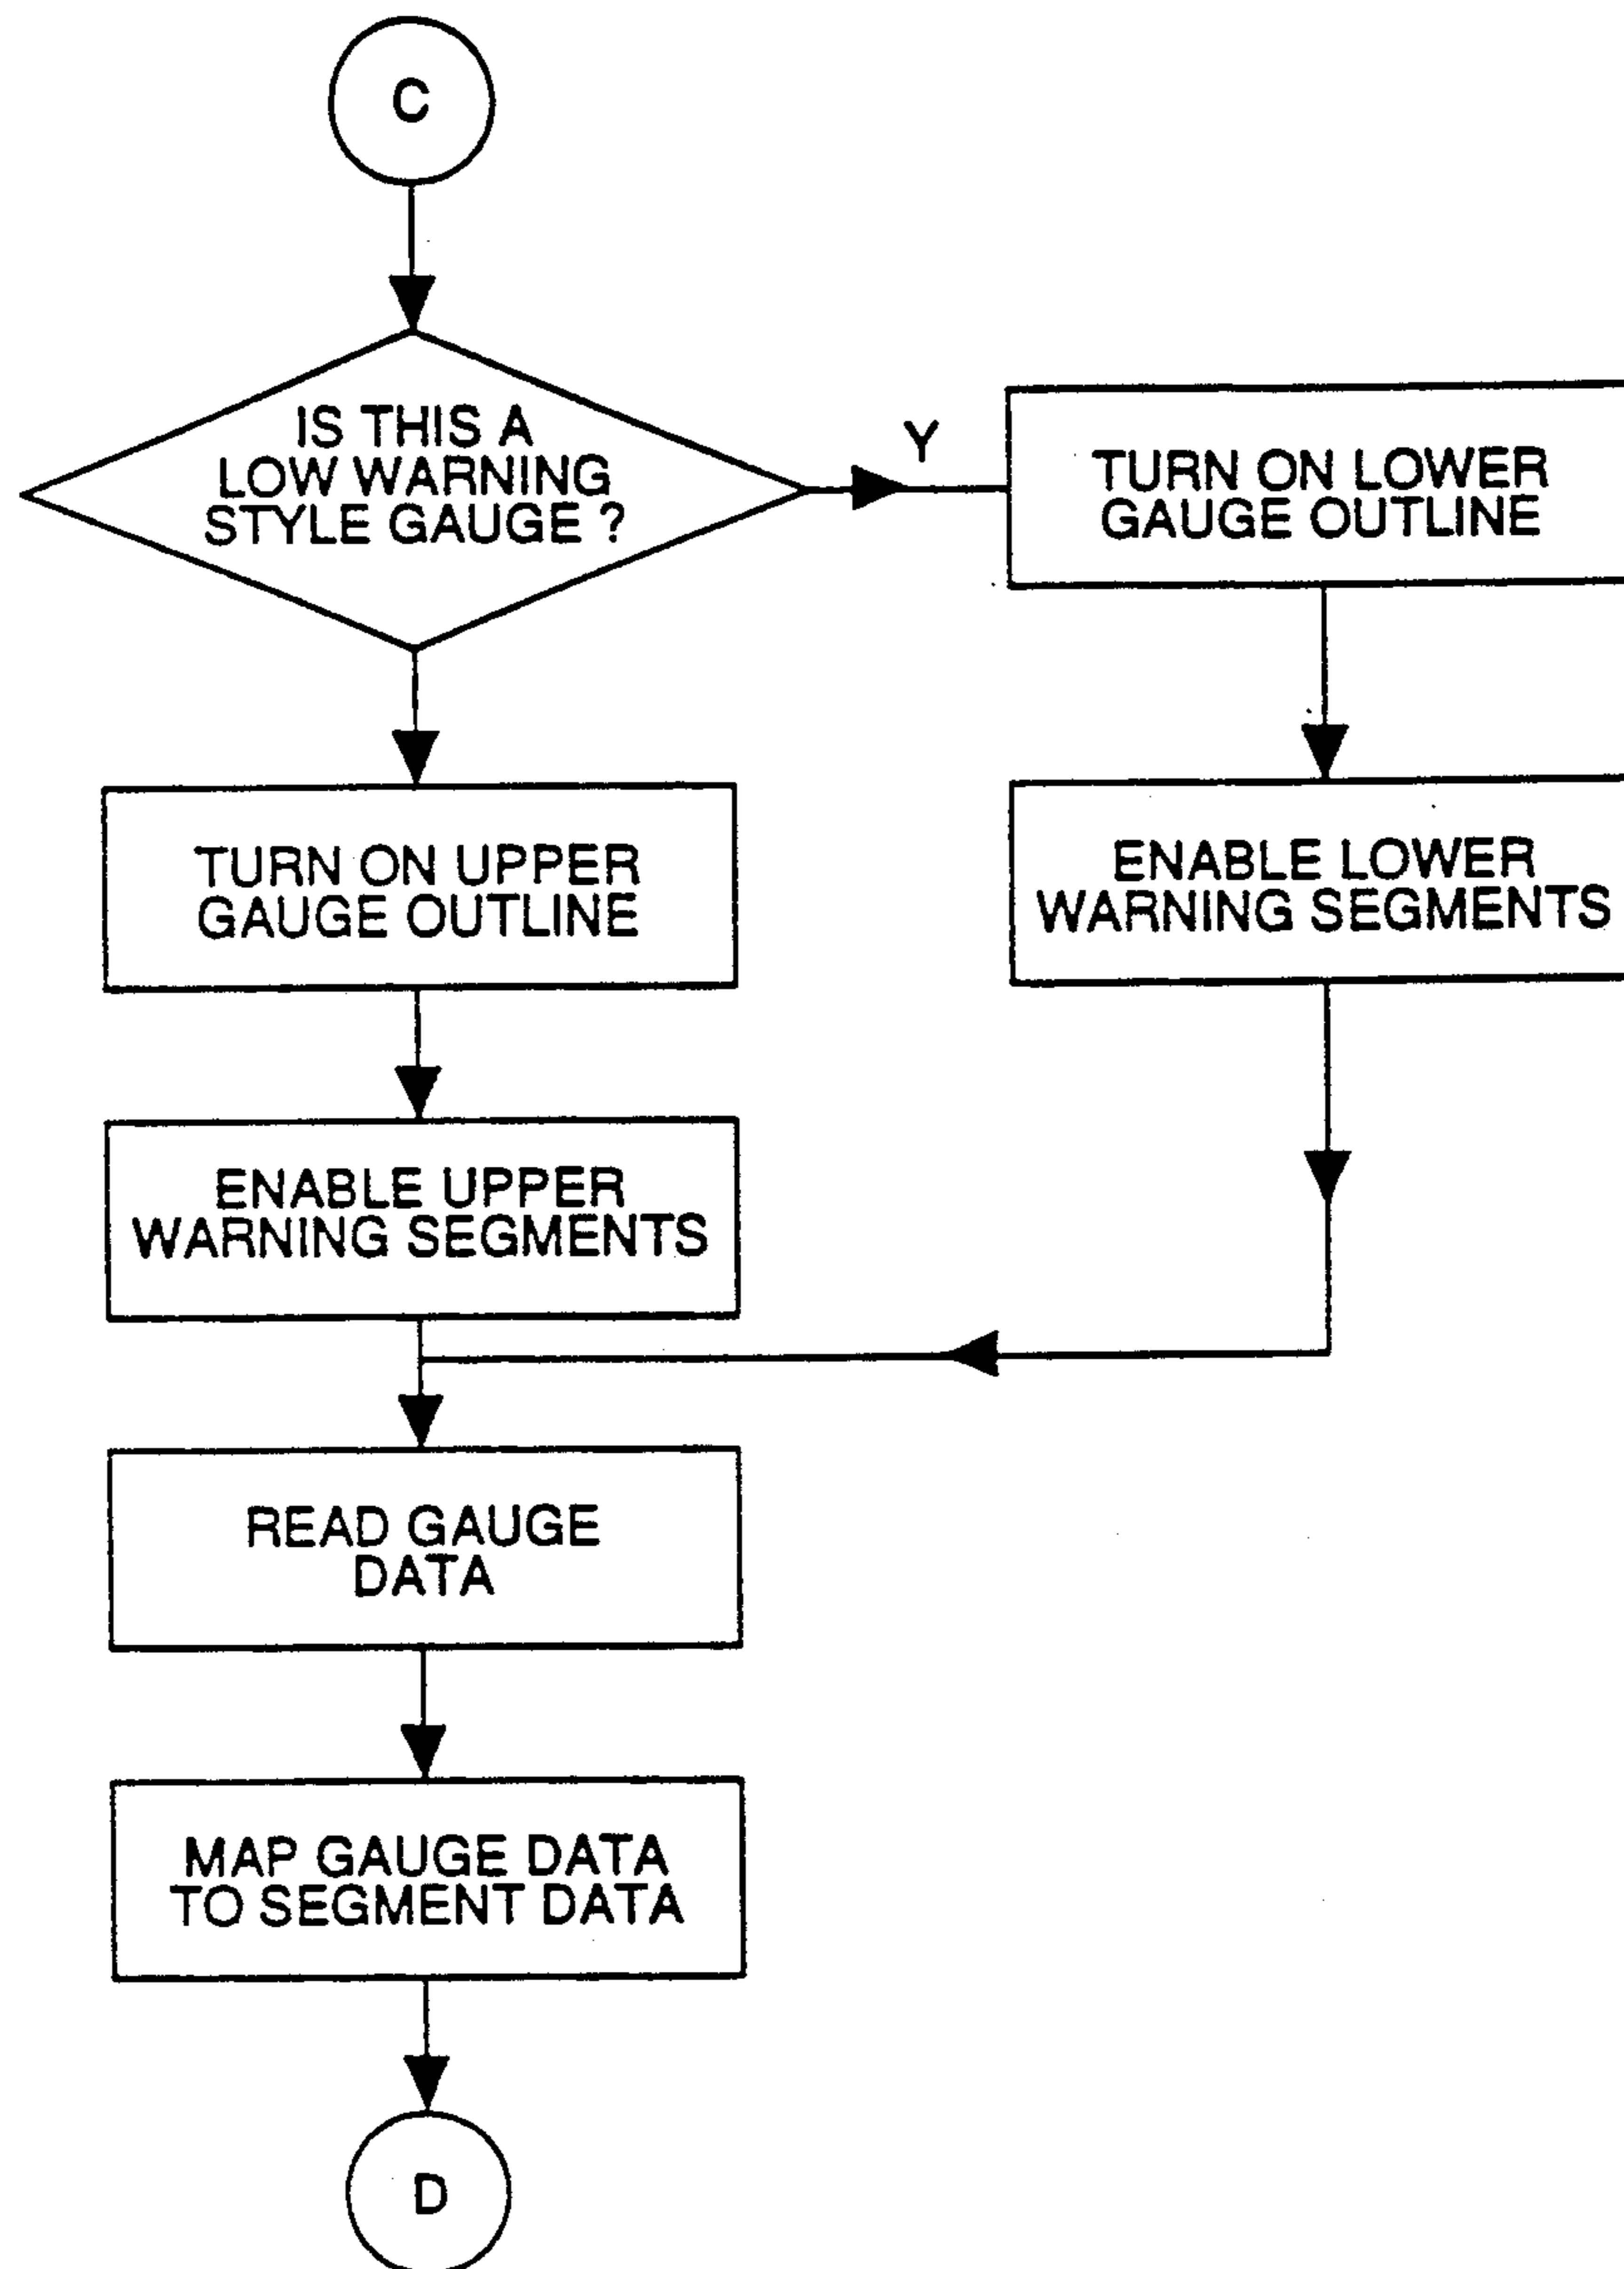 C
IS THIS A
LOW WARNING
STYLE GAUGE ?
Y
TURN ON LOWER
GAUGE OUTLINE
TURN ON UPPER
GAUGE OUTLINE
ENABLE LOWER
WARNING SEGMENTS
ENABLE UPPER
WARNING SEGMENTS
READ GAUGE
DATA
MAP GAUGE DATA
TO SEGMENT DATA
D